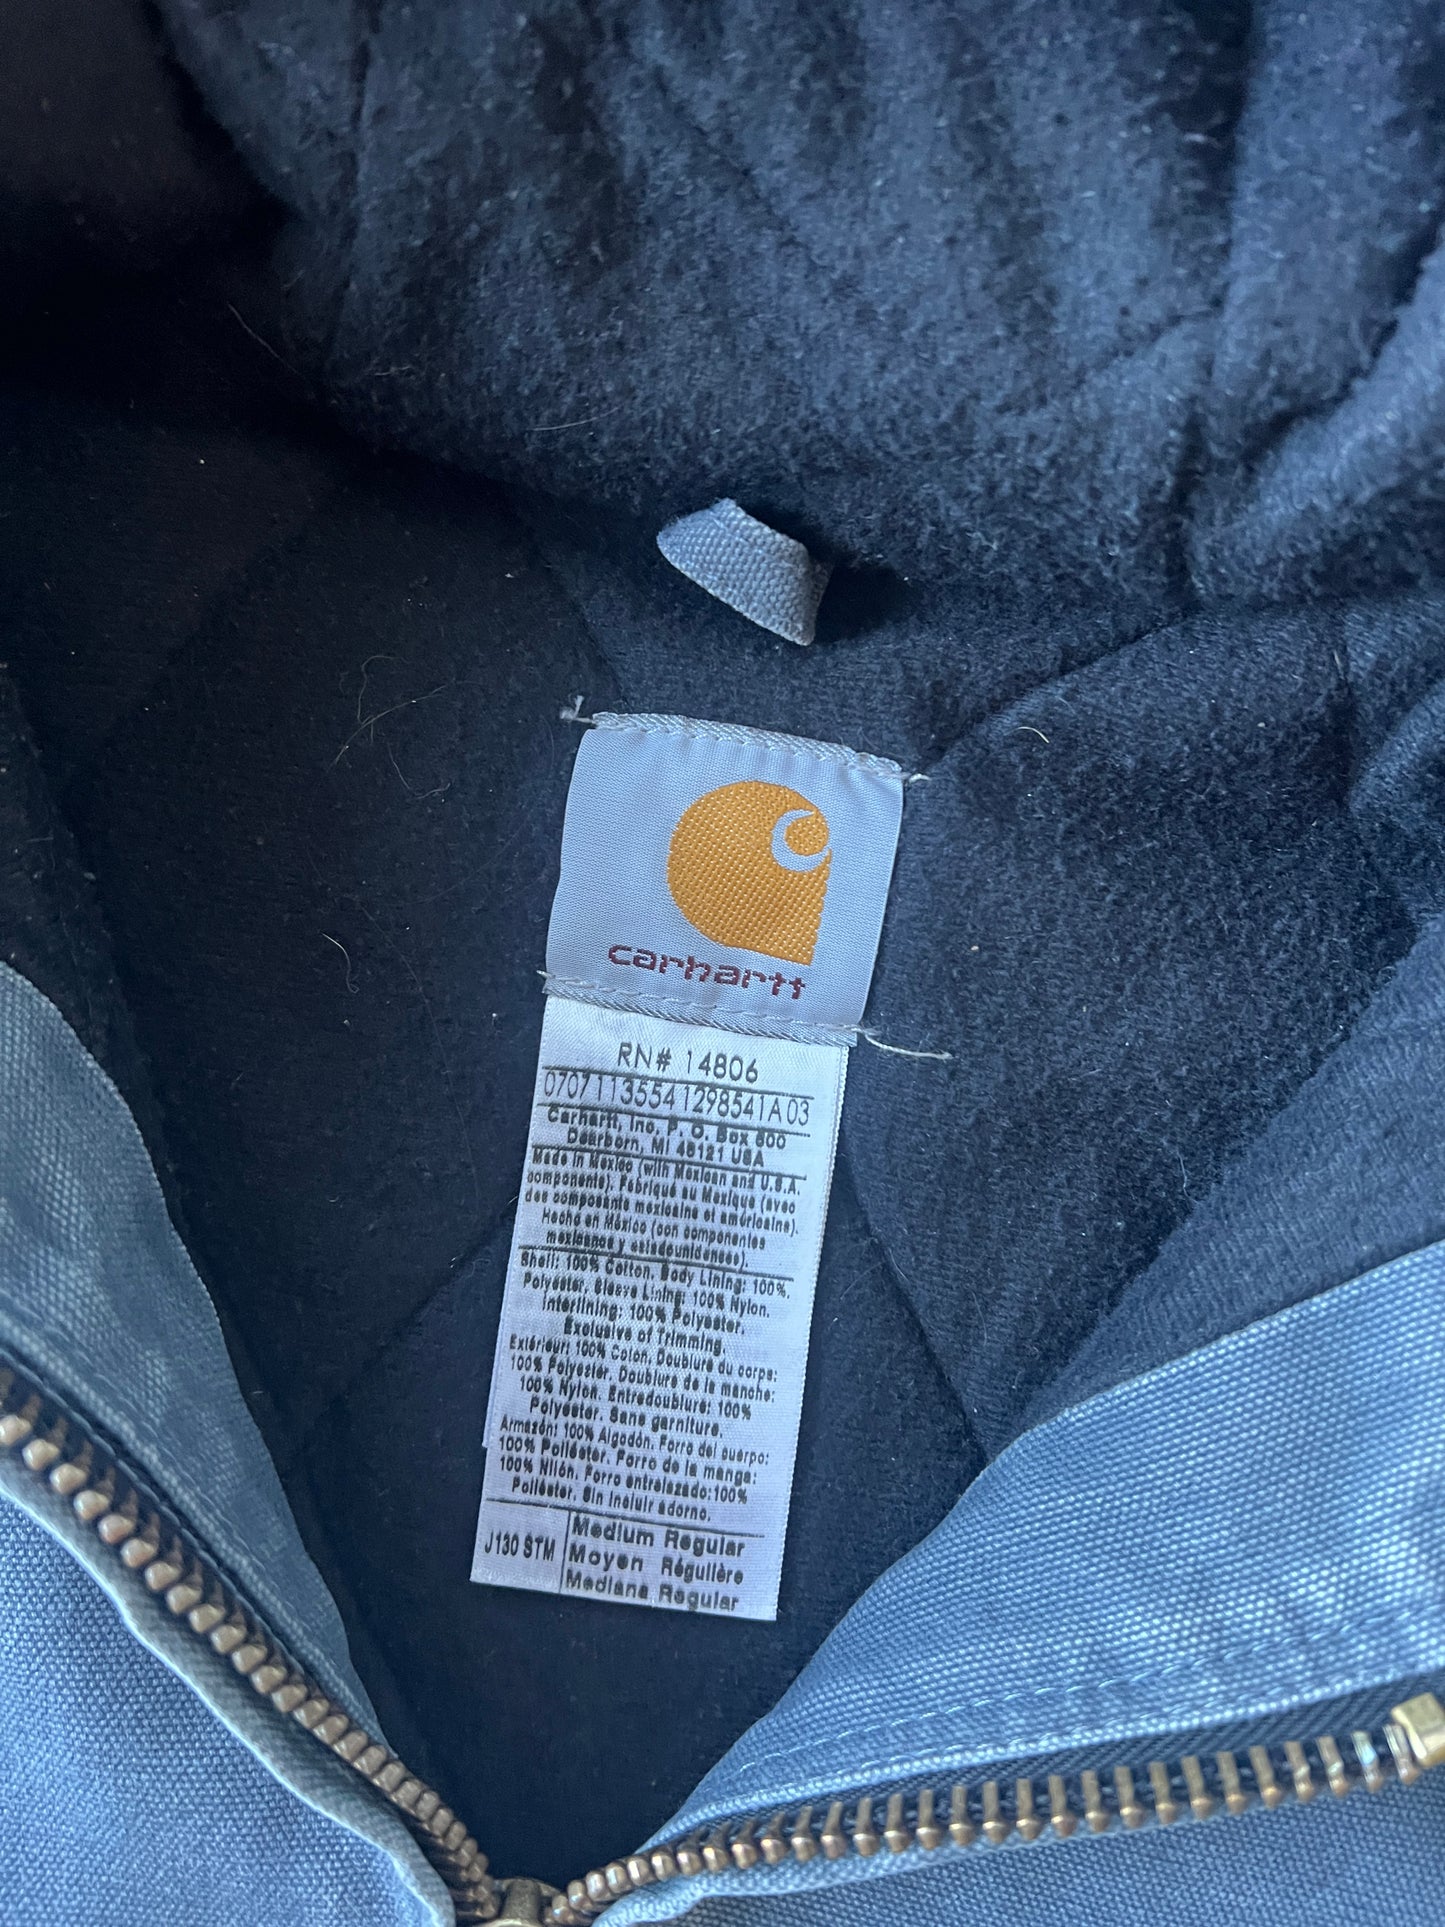 carhartt
RN# 14806
07071135541298541A03
Carhartt, Inc. P. O. Box 600
Dearborn, MI 48121 USA
Made in Mexico (with Mexican and U.S.A.
components). Fabriqué au Mexique (avec
des composants mexicains et américains).
Hecho en México (con componentes
mexicanos y estadounidenses).
Shell: 100% Cotton. Body Lining: 100%
Polyester. Sleeve Lining: 100% Nylon.
Interlining: 100% Polyester.
Exclusive of Trimming.
Extérieur: 100% Coton. Doublure du corps:
100% Polyester. Doublure de la manche:
100% Nylon. Entredoublure: 100%
Polyester. Sans garniture.
Armazón: 100% Algodón. Forro del cuerpo:
100% Poliéster. Forro de la manga:
100% Nilón. Forro entrelazado: 100%
Poliéster. Sin incluir adorno.
J130 STM
Medium Regular
Moyen Régulière
Mediana Regular